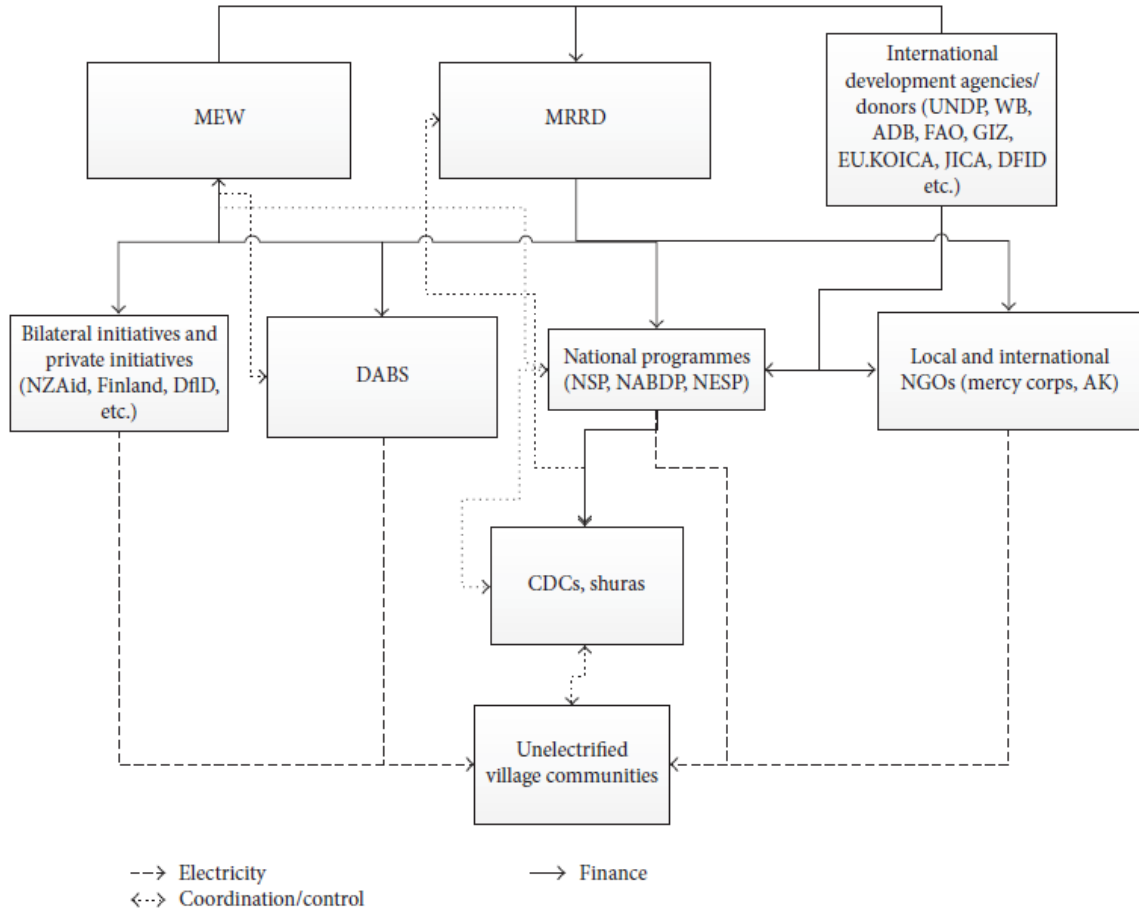 MEW
MRRD
International
development agencies/
donors (UNDP, WB,
ADB, FAO, GIZ,
EU.KOICA, JICA, DFID
etc.)
Bilateral initiatives and
private initiatives
(NZAid, Finland, DfID,
etc.)
DABS
National programmes
(NSP, NABDP, NESP)
Local and international
NGOs (mercy corps, AK)
CDCs, shuras
Unelectrified
village communities
Electricity
Finance
Coordination/control